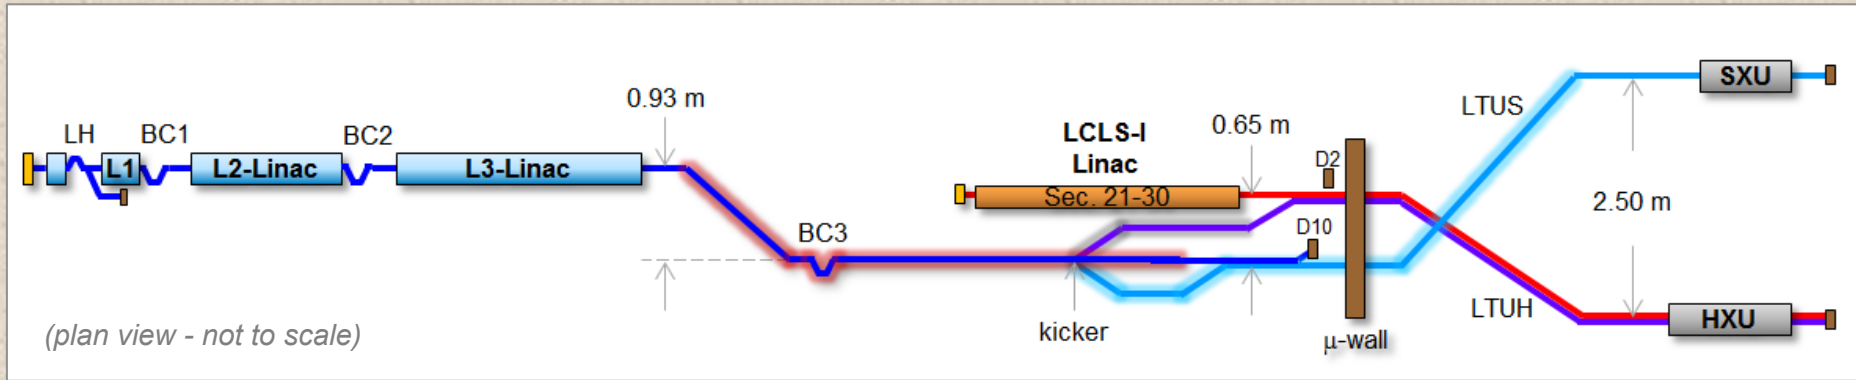 LH
BC1
L1
L2-Linac
BC2
L3-Linac
0.93 m
BC3
LCLS-I
Linac
Sec. 21-30
0.65 m
D2
D10
kicker
μ-wall
LTUS
LTUH
2.50 m
SXU
HXU
(plan view - not to scale)